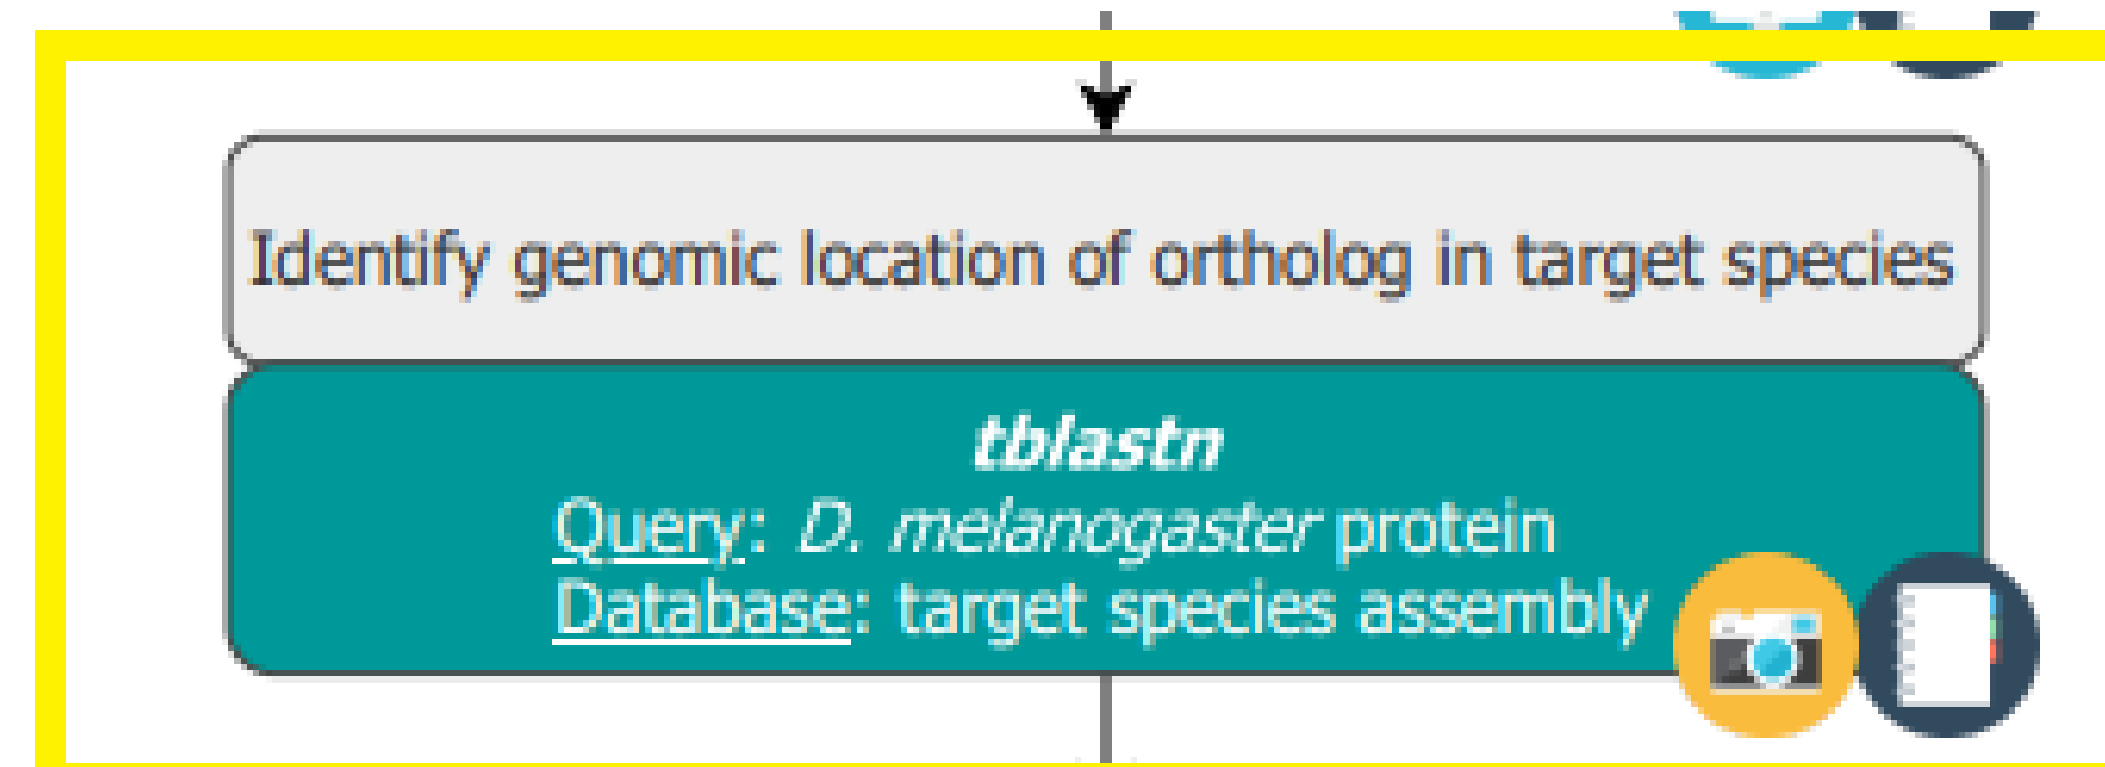 Identify genomic location of ortholog in target species
tblastn
Query: D. melanogaster protein
Database: target species assembly